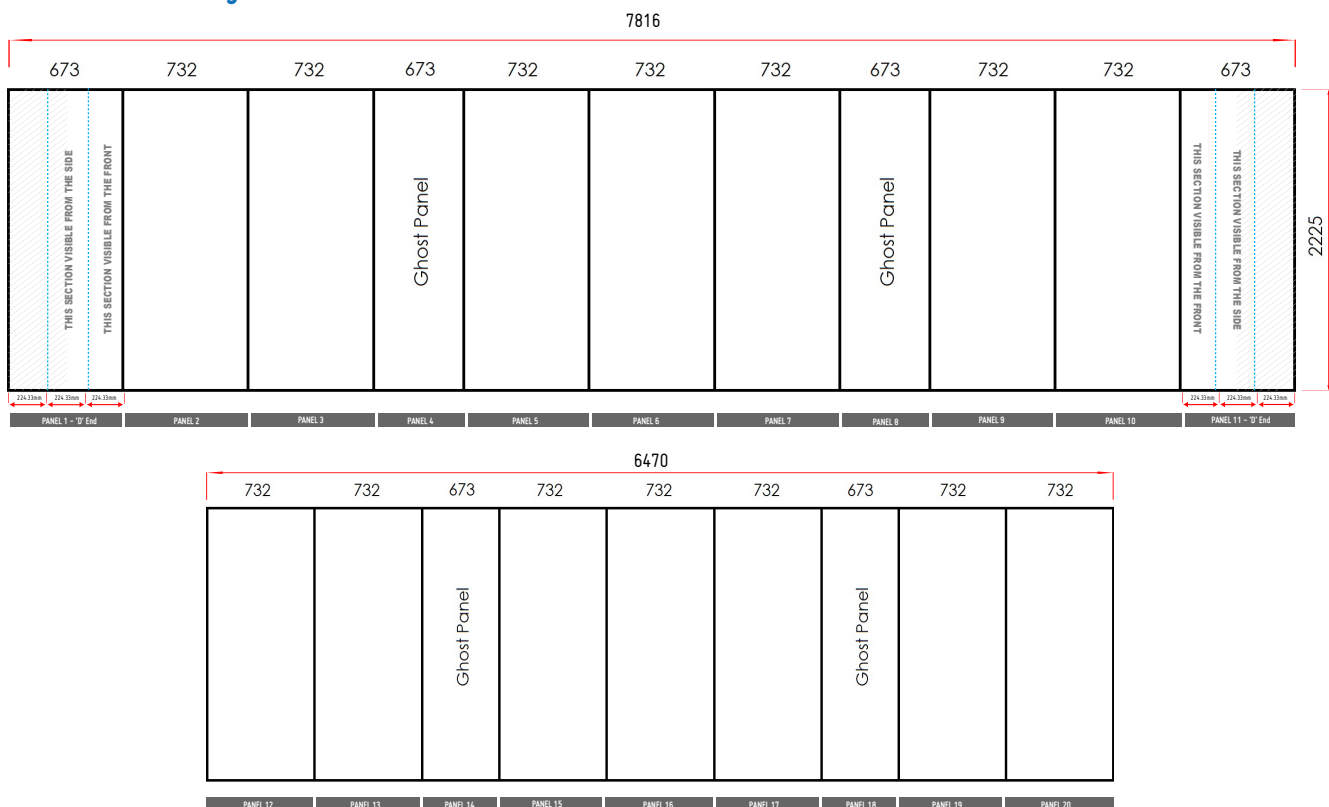 7816
673 732 732 673 732 732 732 673 732 732 673
THIS SECTION VISIBLE FROM THE SIDE
THIS SECTION VISIBLE FROM THE FRONT
Ghost Panel
Ghost Panel
THIS SECTION VISIBLE FROM THE FRONT
THIS SECTION VISIBLE FROM THE SIDE
2225
224.33mm 224.33mm 224.33mm 224.33mm 224.33mm 224.33mm
PANEL 1 - 'D' End PANEL 2 PANEL 3 PANEL 4 PANEL 5 PANEL 6 PANEL 7 PANEL 8 PANEL 9 PANEL 10 PANEL 11 - 'D' End
6470
732 732 673 732 732 732 673 732 732
Ghost Panel
Ghost Panel
PANEL 12 PANEL 13 PANEL 14 PANEL 15 PANEL 16 PANEL 17 PANEL 18 PANEL 19 PANEL 20